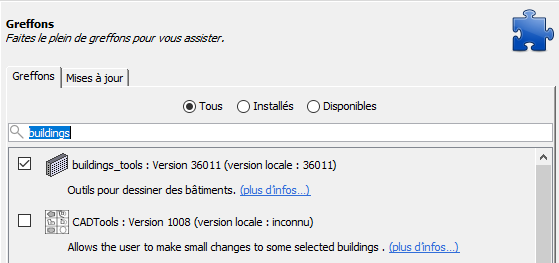 Greffons
Faites le plein de greffons pour vous assister.
Greffons
Mises à jour
Tous
Installés
Disponibles
buildings
buildings_tools : Version 36011 (version locale : 36011)
Outils pour dessiner des bâtiments. (plus d'infos...)
CADTools : Version 1008 (version locale : inconnu)
Allows the user to make small changes to some selected buildings . (plus d'infos...)